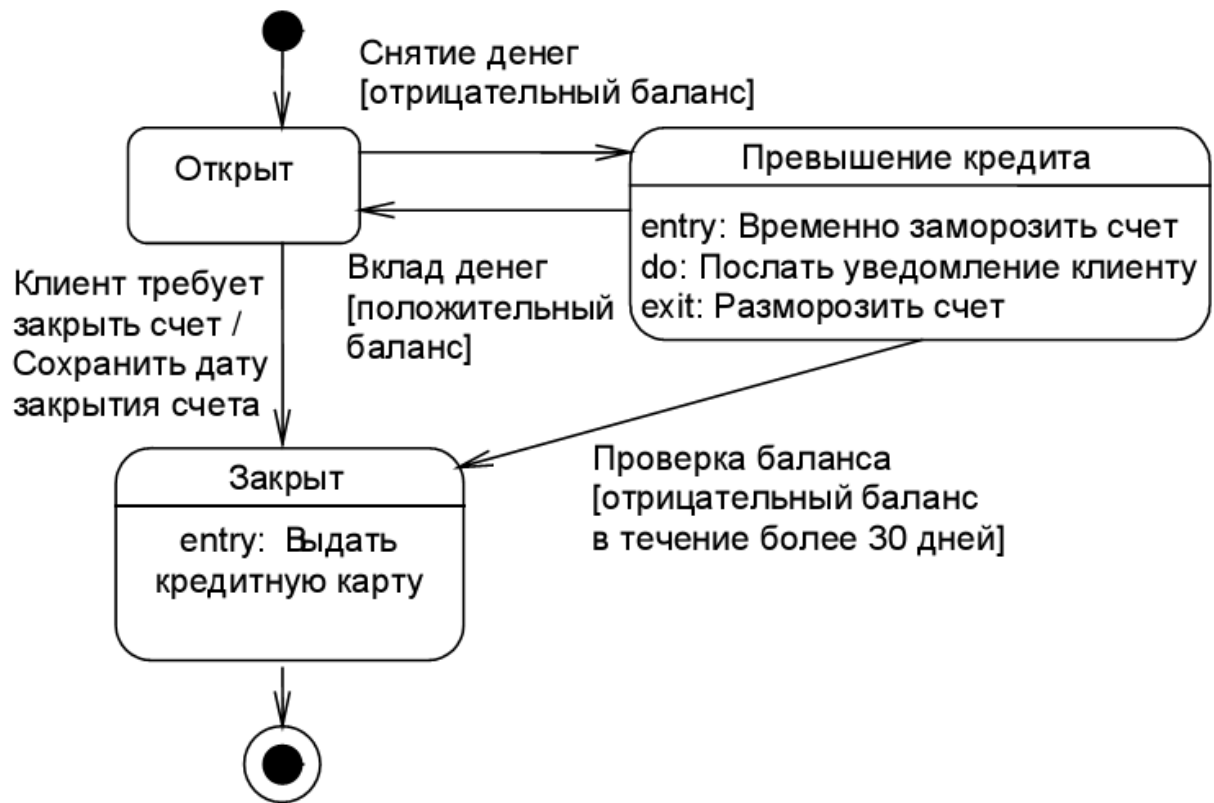 Снятие денег
[отрицательный баланс]
Открыт
Превышение кредита
entry: Временно заморозить счет
do: Послать уведомление клиенту
exit: Разморозить счет
Вклад денег
[положительный
баланс]
Клиент требует
закрыть счет /
Сохранить дату
закрытия счета
Закрыт
entry: Выдать
кредитную карту
Проверка баланса
[отрицательный баланс
в течение более 30 дней]